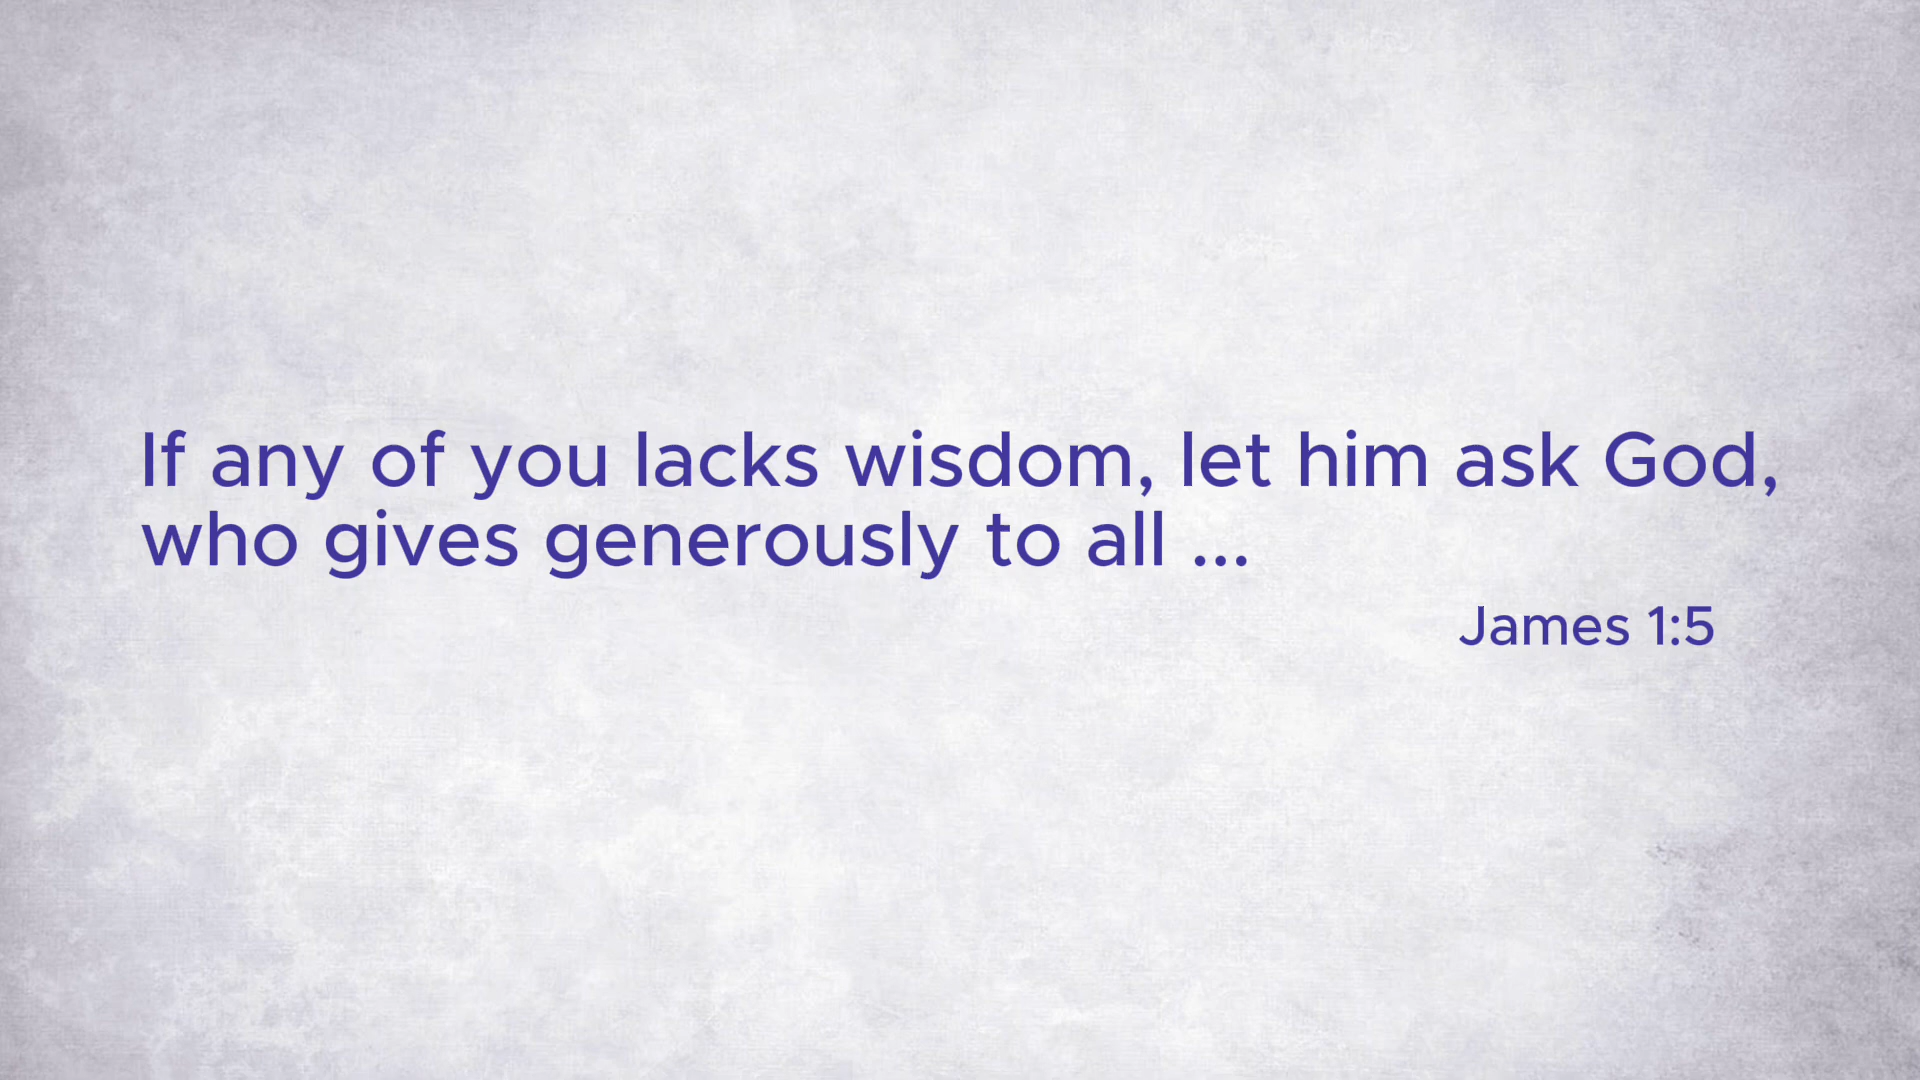 If any of you lacks wisdom, let him ask God,
who gives generously to all ...
James 1:5